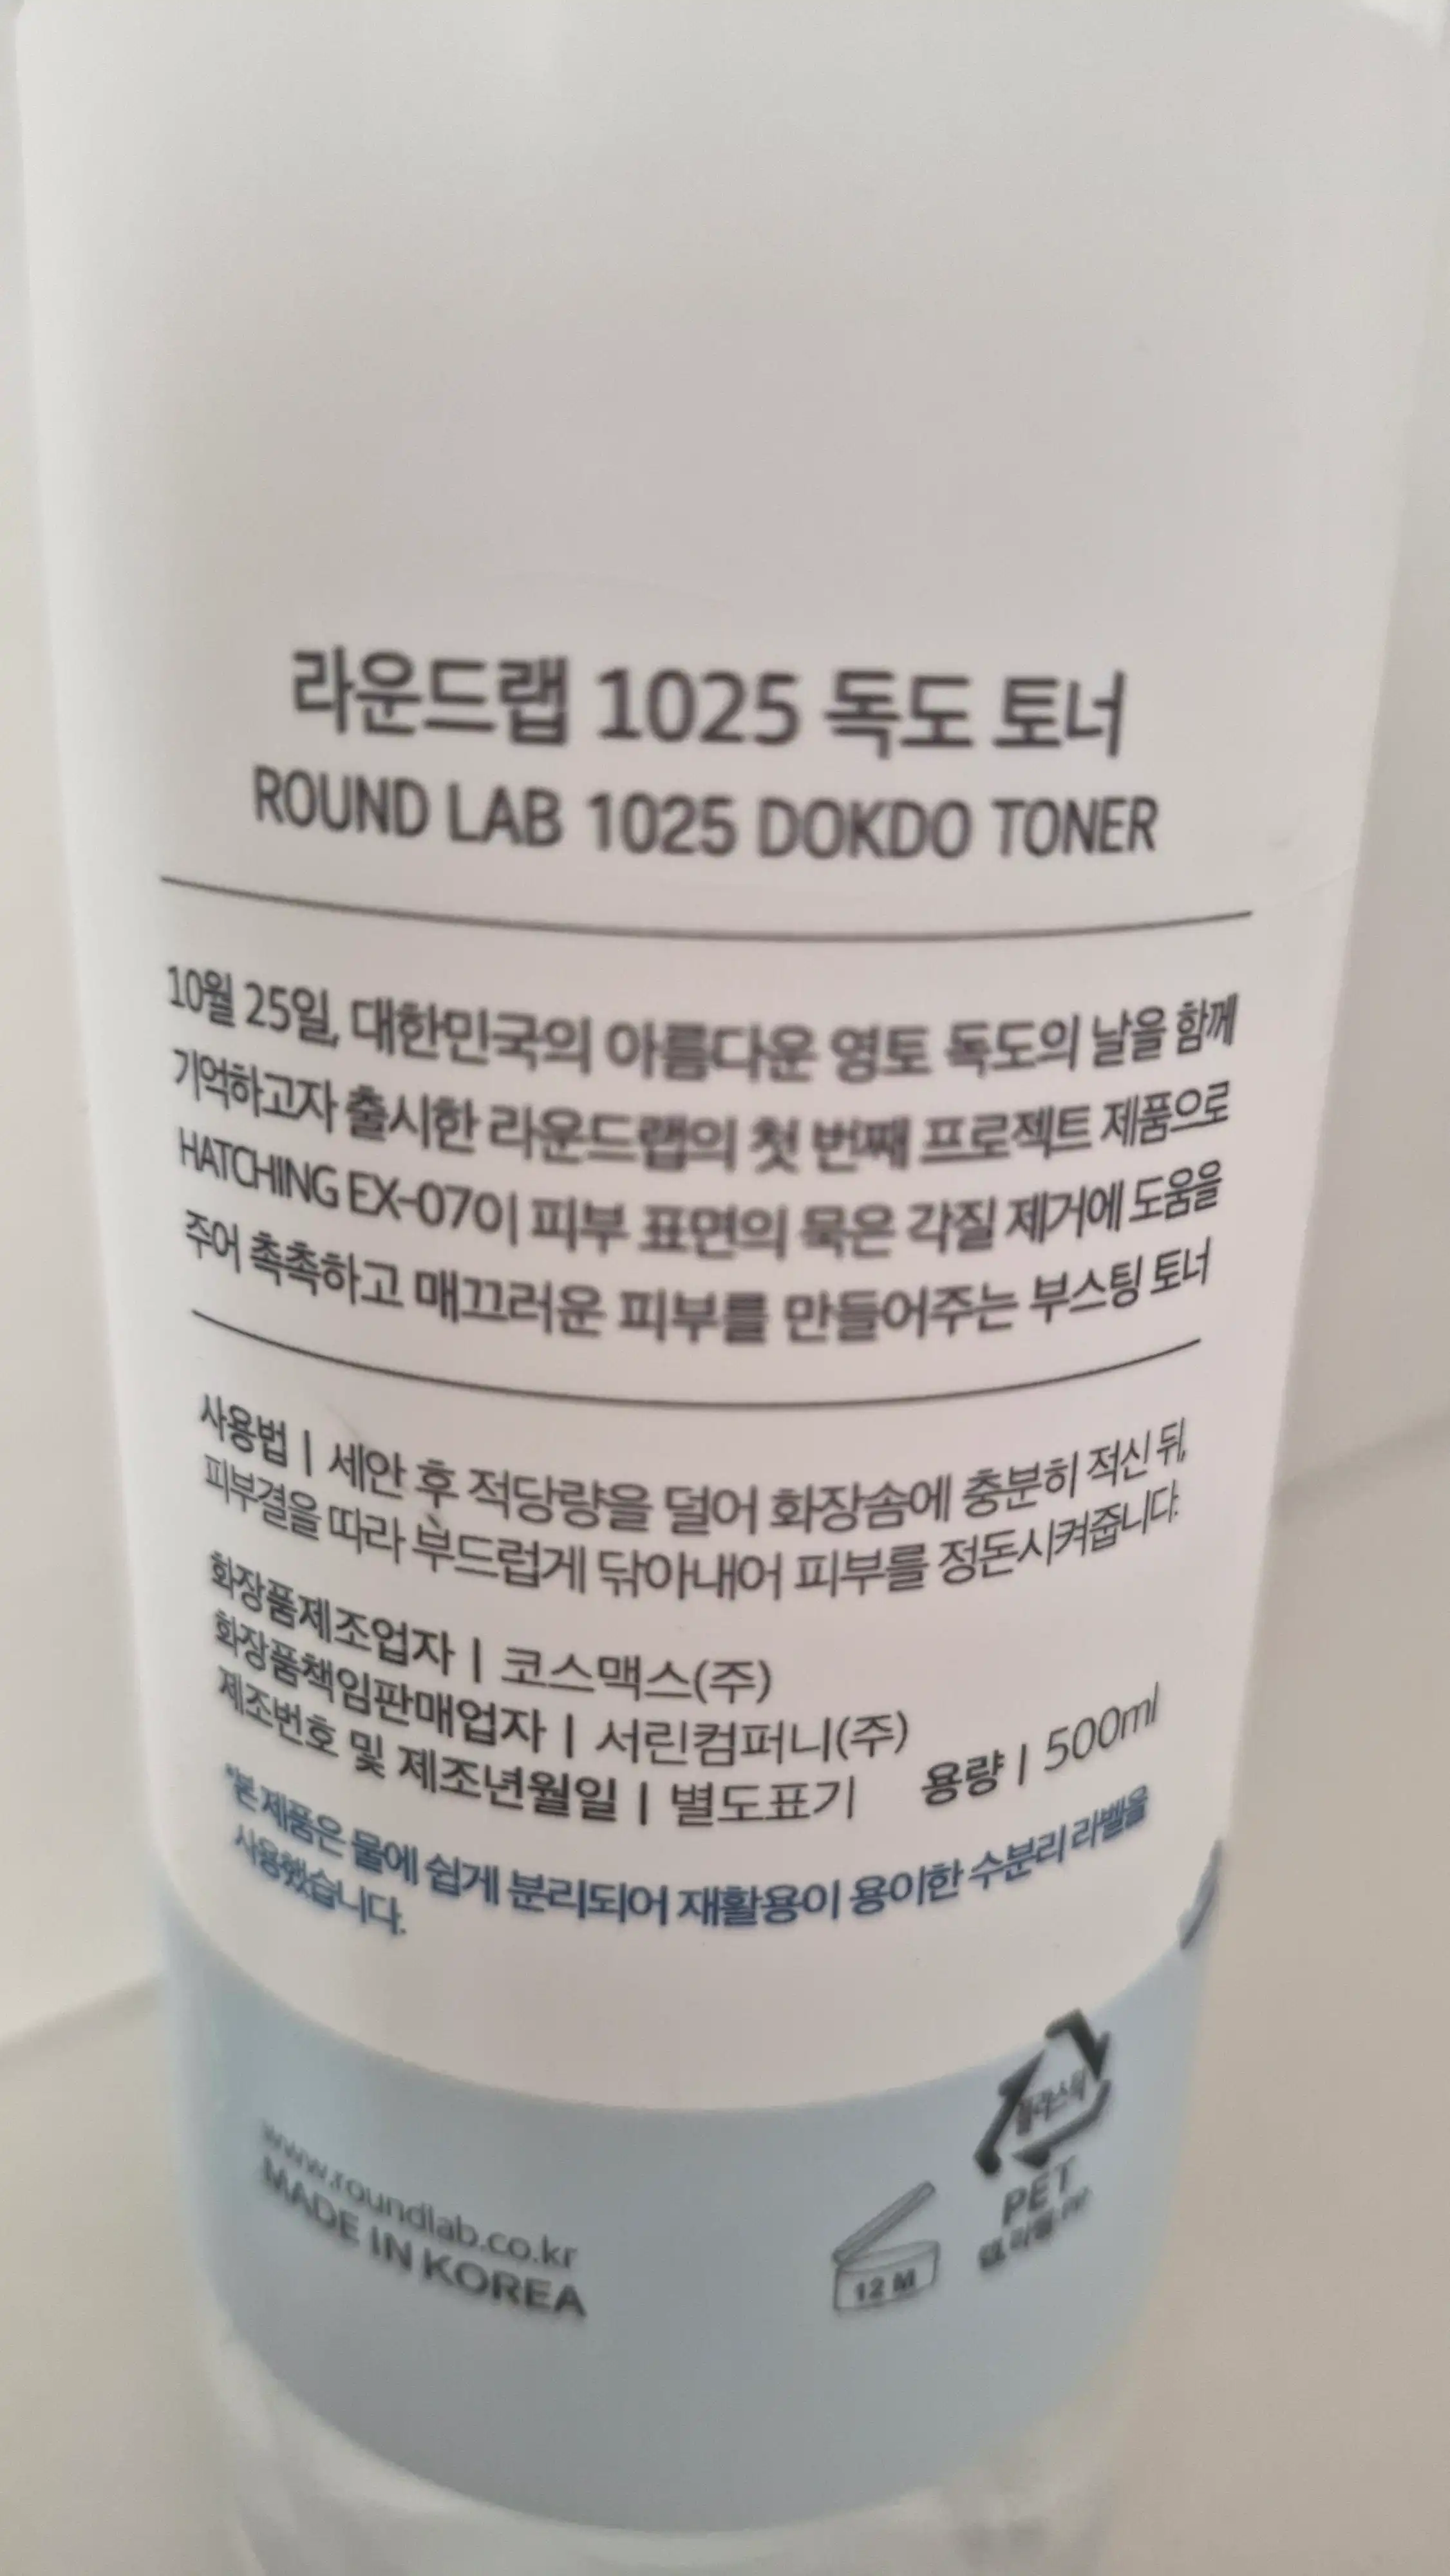 라운드랩 1025 독도 토너
ROUND LAB 1025 DOKDO TONER
10월 25일, 대한민국의 아름다운 영토 독도의 날을 함께
기억하고자 출시한 라운드랩의 첫 번째 프로젝트 제품으로
HATCHING EX-07이 피부 표면의 묵은 각질 제거에 도움을
주어 촉촉하고 매끄러운 피부를 만들어주는 부스팅 토너
사용법 | 세안 후 적당량을 덜어 화장솜에 충분히 적신 뒤,
피부결을 따라 부드럽게 닦아내어 피부를 정돈시켜줍니다.
화장품제조업자 | 코스맥스(주)
화장품책임판매업자 | 서린컴퍼니(주)
제조번호 및 제조년월일 | 별도표기 용량 | 500ml
*본 제품은 물에 쉽게 분리되어 재활용이 용이한 수분리 라벨을
사용했습니다.
플라스틱
PET
www.roundlab.co.kr
MADE IN KOREA
12 M